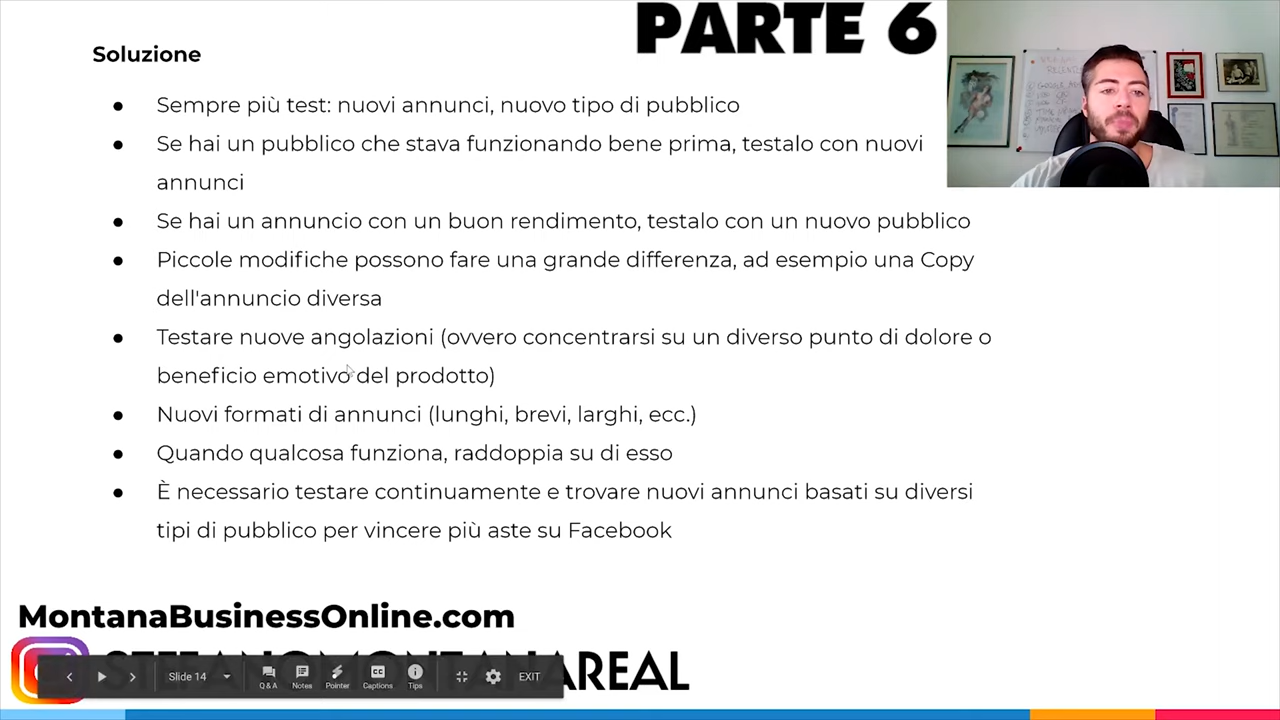 PARTE 6
Soluzione
● Sempre più test: nuovi annunci, nuovo tipo di pubblico
● Se hai un pubblico che stava funzionando bene prima, testalo con nuovi
annunci
● Se hai un annuncio con un buon rendimento, testalo con un nuovo pubblico
● Piccole modifiche possono fare una grande differenza, ad esempio una Copy
dell'annuncio diversa
● Testare nuove angolazioni (ovvero concentrarsi su un diverso punto di dolore o
beneficio emotivo del prodotto)
● Nuovi formati di annunci (lunghi, brevi, larghi, ecc.)
● Quando qualcosa funziona, raddoppia su di esso
● È necessario testare continuamente e trovare nuovi annunci basati su diversi
tipi di pubblico per vincere più aste su Facebook
MontanaBusinessOnline.com
STEFANOMONTANAREAL
Slide 14
Q & A
Notes
Pointer
Captions
Tips
EXIT